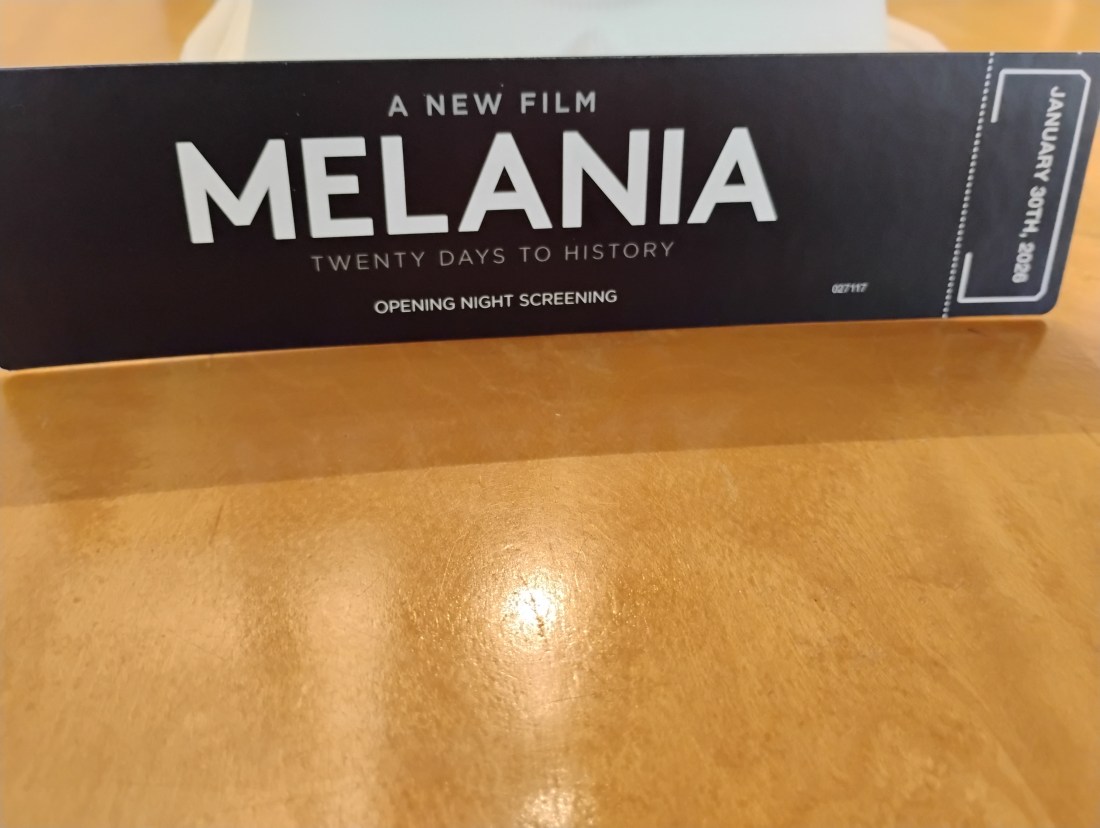 A NEW FILM
MELANIA
TWENTY DAYS TO HISTORY
OPENING NIGHT SCREENING
027117
JANUARY 30TH, 2026